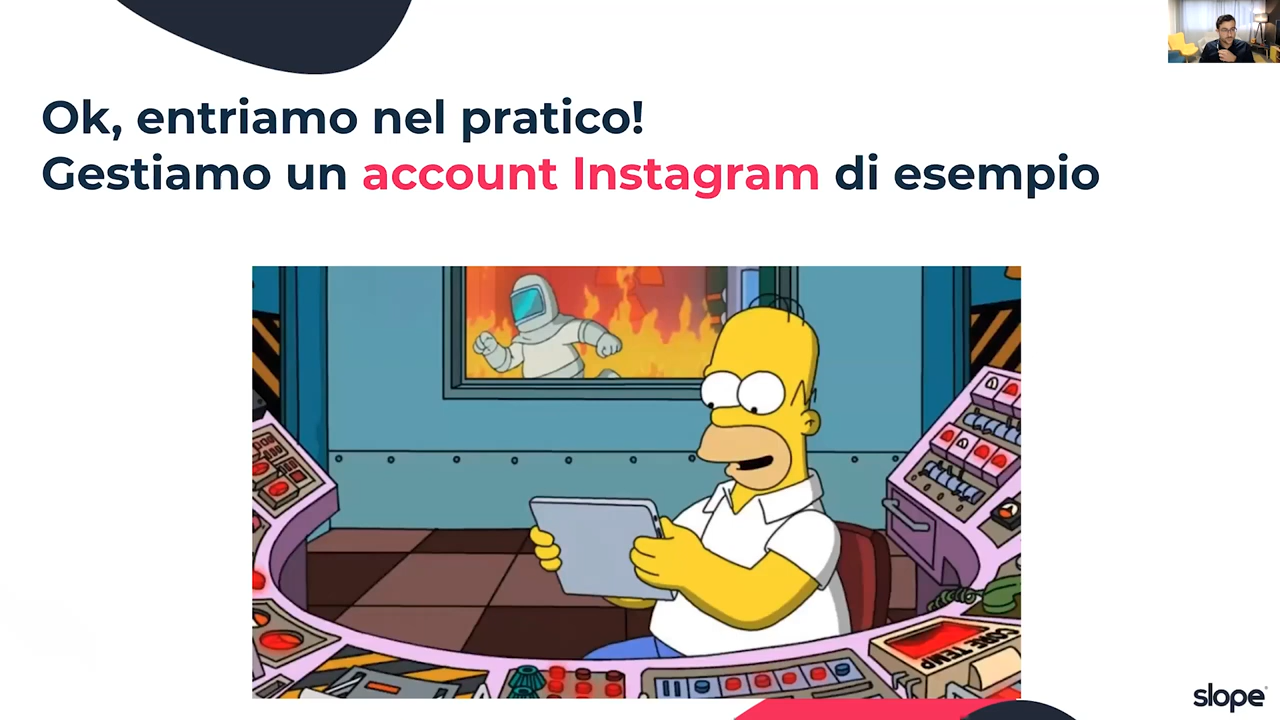 Ok, entriamo nel pratico!
Gestiamo un account Instagram di esempio
CORE TEMP
slope